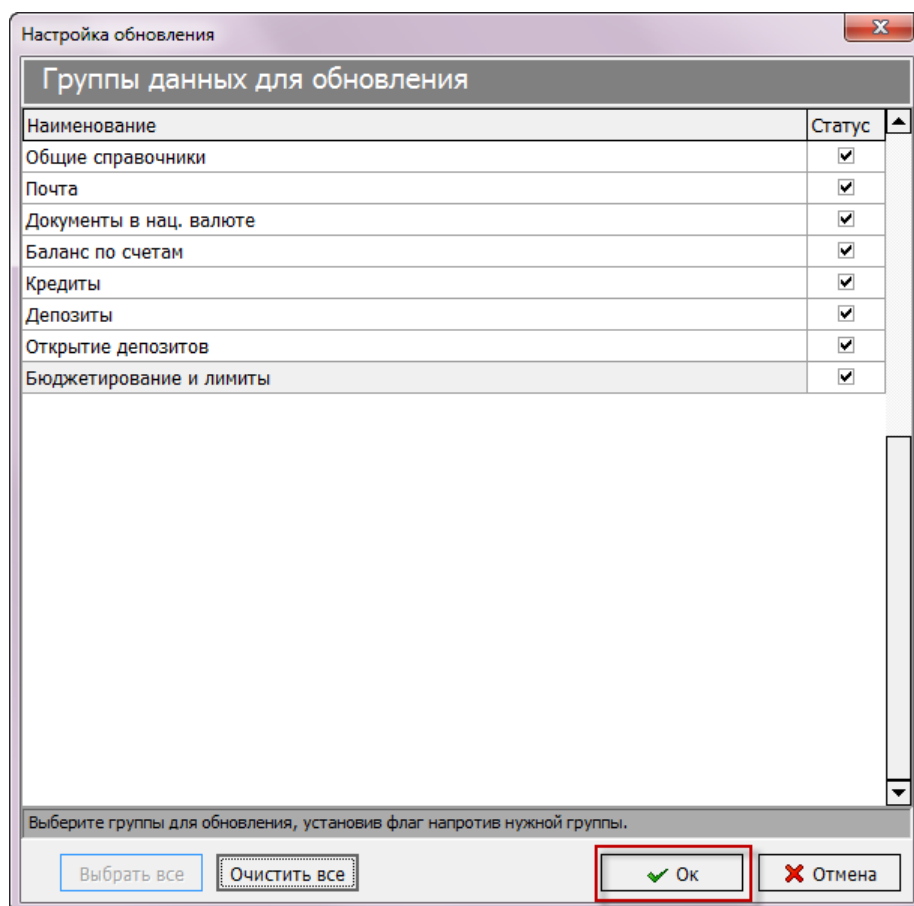 Настройка обновления
Группы данных для обновления
Наименование Статус
Общие справочники
Почта
Документы в нац. валюте
Баланс по счетам
Кредиты
Депозиты
Открытие депозитов
Бюджетирование и лимиты
Выберите группы для обновления, установив флаг напротив нужной группы.
Выбрать все Очистить все Ок Отмена